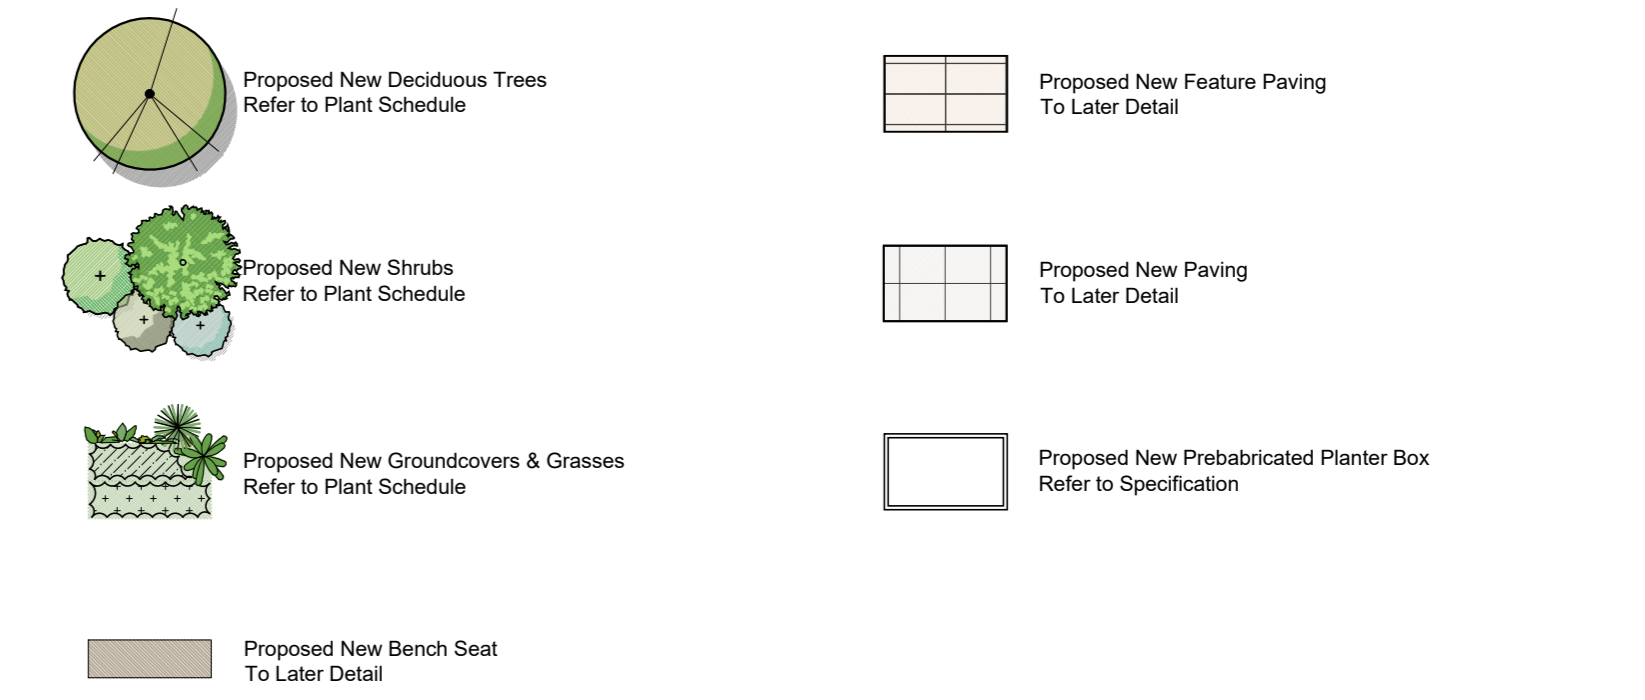 Proposed New Deciduous Trees
Refer to Plant Schedule
Proposed New Shrubs
Refer to Plant Schedule
Proposed New Groundcovers & Grasses
Refer to Plant Schedule
Proposed New Bench Seat
To Later Detail
Proposed New Feature Paving
To Later Detail
Proposed New Paving
To Later Detail
Proposed New Prebabricated Planter Box
Refer to Specification